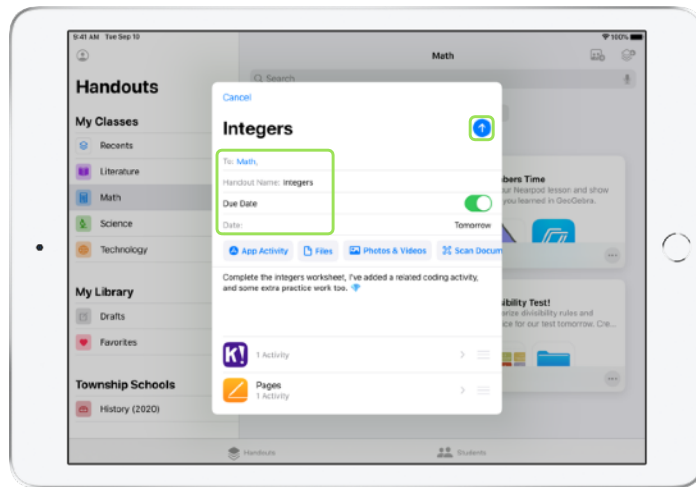 9:41 AM Tue Sep 10
100%
Math
Handouts
Search
My Classes
Recents
Literature
Math
Science
Technology
My Library
Drafts
Favorites
Township Schools
History (2020)
Cancel
Integers
To: Math,
Handout Name: Integers
Due Date
Date: Tomorrow
App Activity
Files
Photos & Videos
Scan Docum
Complete the integers worksheet, I've added a related coding activity,
and some extra practice work too.
K!
1 Activity
Pages
1 Activity
bers Time
ur Nearpod lesson and show
you learned in GeoGebra.
ibility Test!
arize divisibility rules and
ice for our test tomorrow. Cre...
Handouts
Students